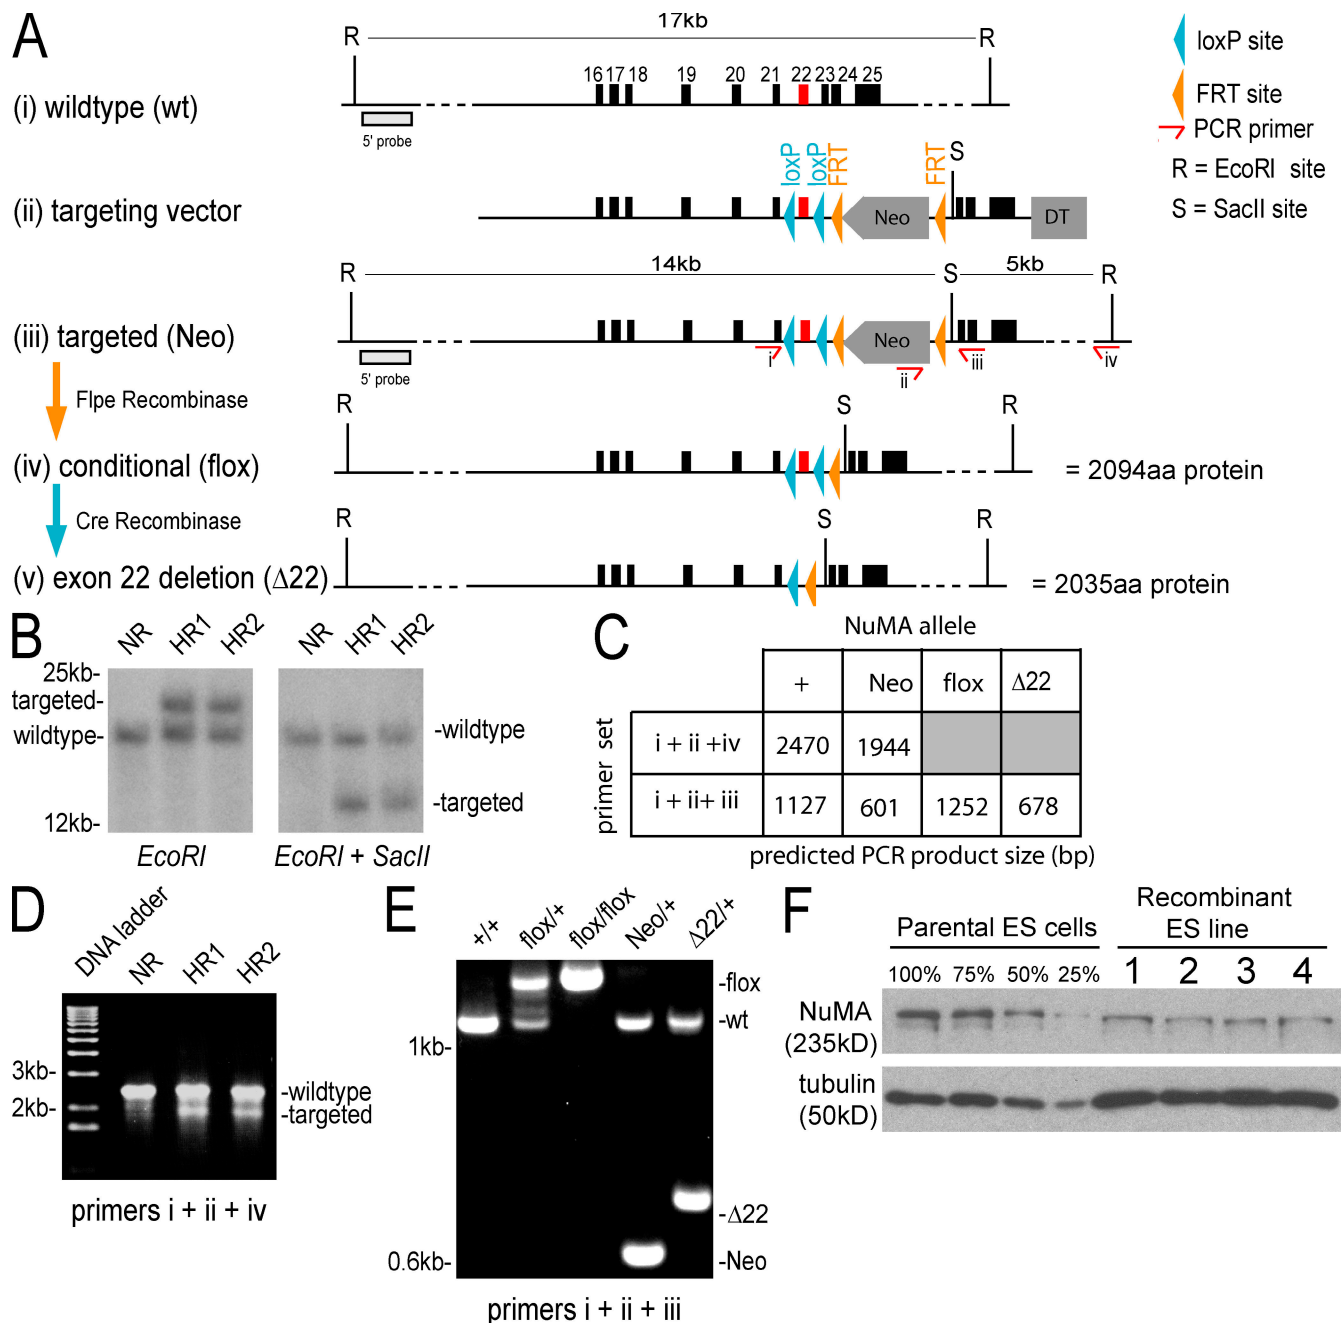 A
17kb
R
R
16 17 18 19 20 21 22 23 24 25
(i) wildtype (wt)
5' probe
loxP site
FRT site
PCR primer
R = EcoRI site
S = SacII site
loxP loxP FRT FRT S
(ii) targeting vector
Neo
DT
R 14kb S 5kb R
(iii) targeted (Neo)
Neo
5' probe
i ii iii iv
Flpe Recombinase
R S R
(iv) conditional (flox)
= 2094aa protein
Cre Recombinase
R S R
(v) exon 22 deletion (Δ22)
= 2035aa protein
B
NR HR1 HR2
NR HR1 HR2
25kb-
targeted-
wildtype-
12kb-
-wildtype
-targeted
EcoRI
EcoRI + SacII
C
NuMA allele
+ Neo flox Δ22
primer set
i + ii +iv 2470 1944
i + ii+ iii 1127 601 1252 678
predicted PCR product size (bp)
D
DNA ladder NR HR1 HR2
3kb-
2kb-
-wildtype
-targeted
primers i + ii + iv
E
+/+ flox/+ flox/flox Neo/+ Δ22/+
1kb-
0.6kb-
-flox
-wt
-Δ22
-Neo
primers i + ii + iii
F
Parental ES cells
Recombinant
ES line
100% 75% 50% 25% 1 2 3 4
NuMA
(235kD)
tubulin
(50kD)